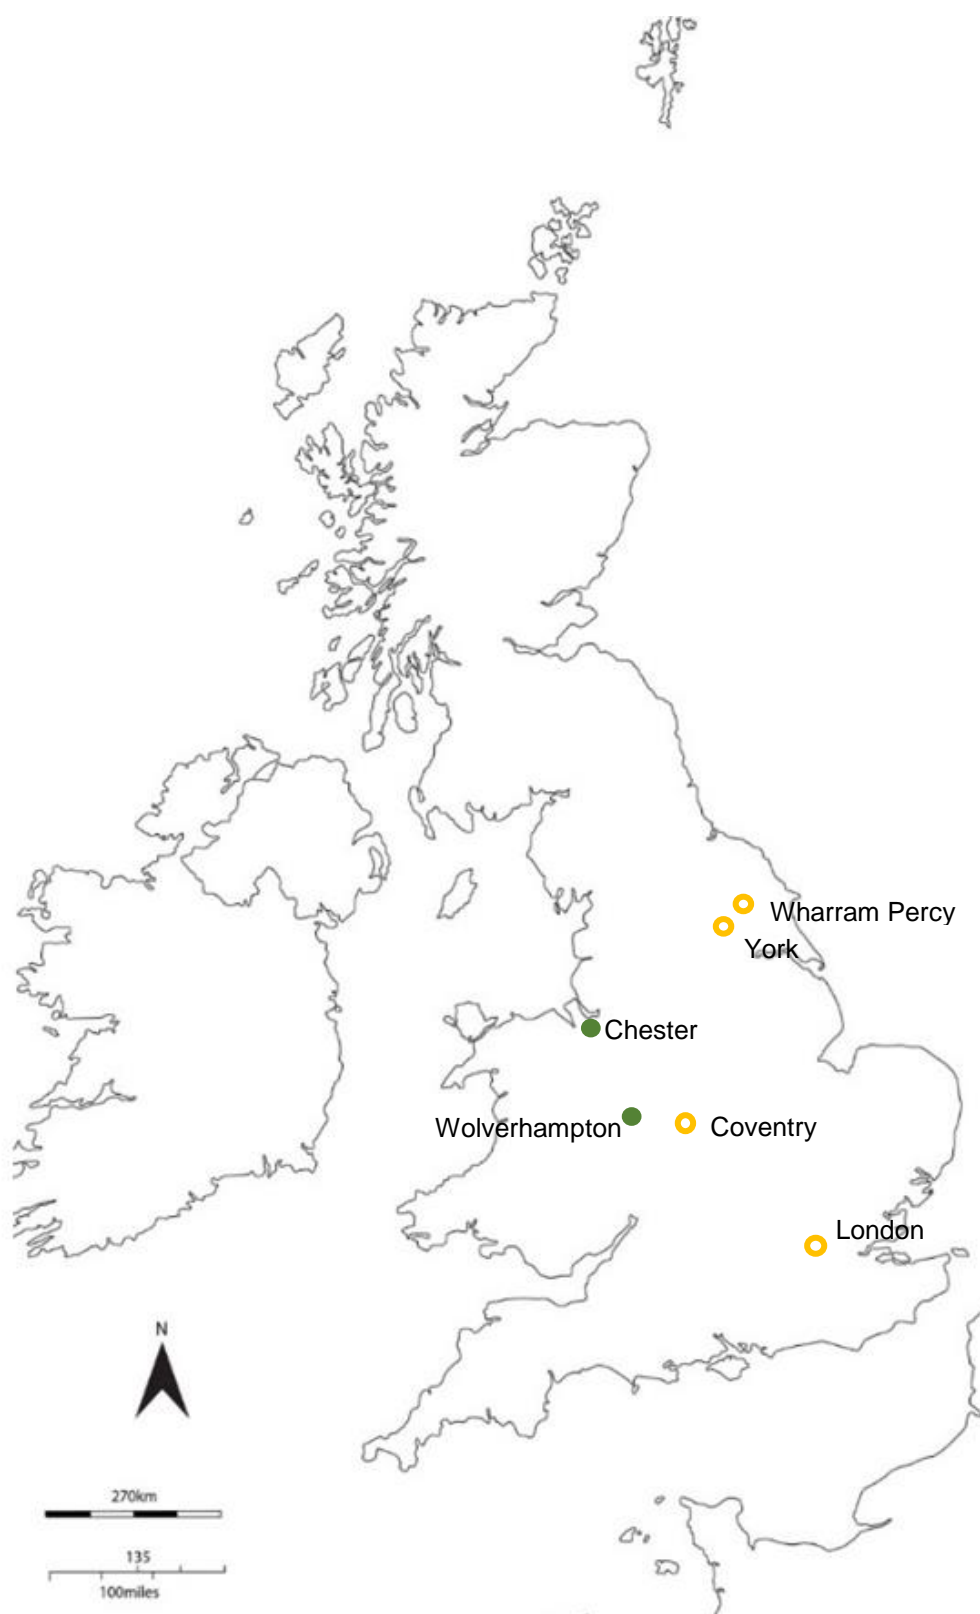 Wharram Percy
York
Chester
Wolverhampton
Coventry
London
N
270km
135
100miles